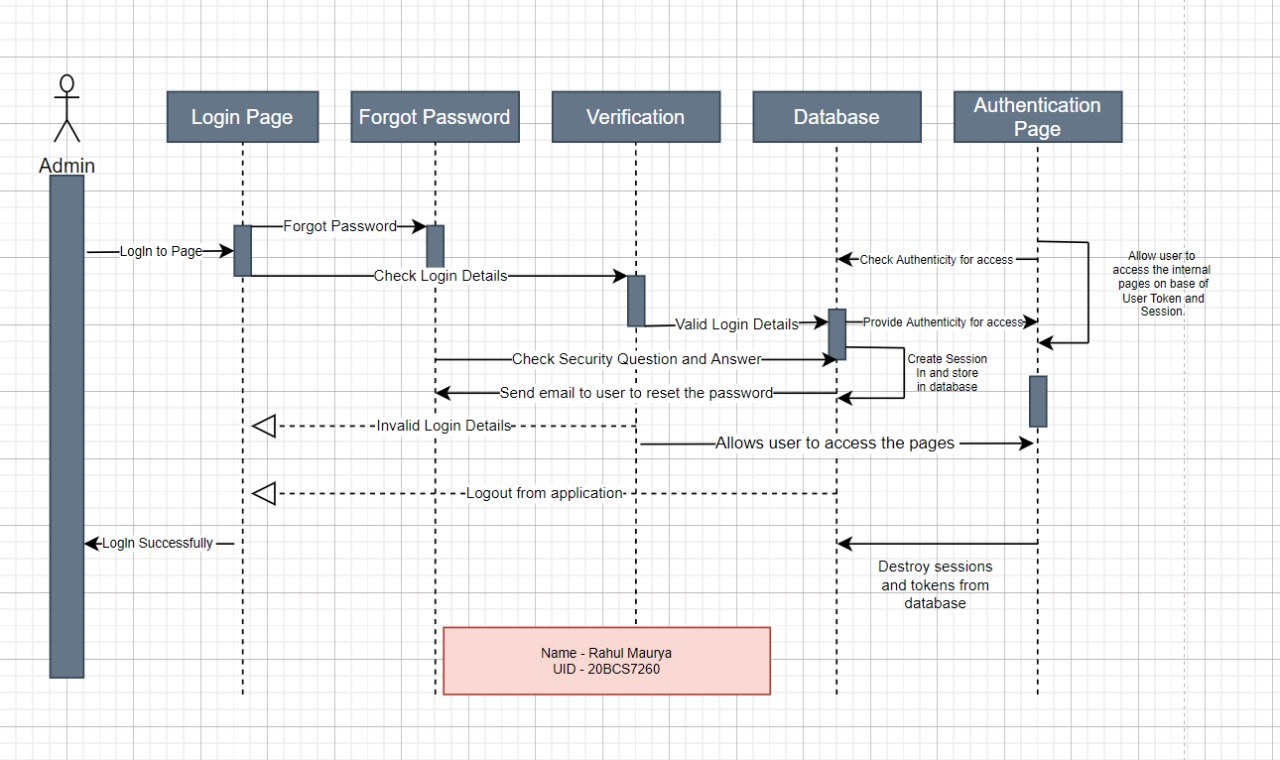 Login Page
Forgot Password
Verification
Database
Authentication
Page
Admin
Forgot Password
LogIn to Page
Check Login Details
Check Authenticity for access
Allow user to
access the internal
pages on base of
User Token and
Session.
Valid Login Details
Provide Authenticity for access
Check Security Question and Answer
Create Session
In and store
in database
Send email to user to reset the password
Invalid Login Details
Allows user to access the pages
Logout from application
LogIn Successfully
Destroy sessions
and tokens from
database
Name - Rahul Maurya
UID - 20BCS7260